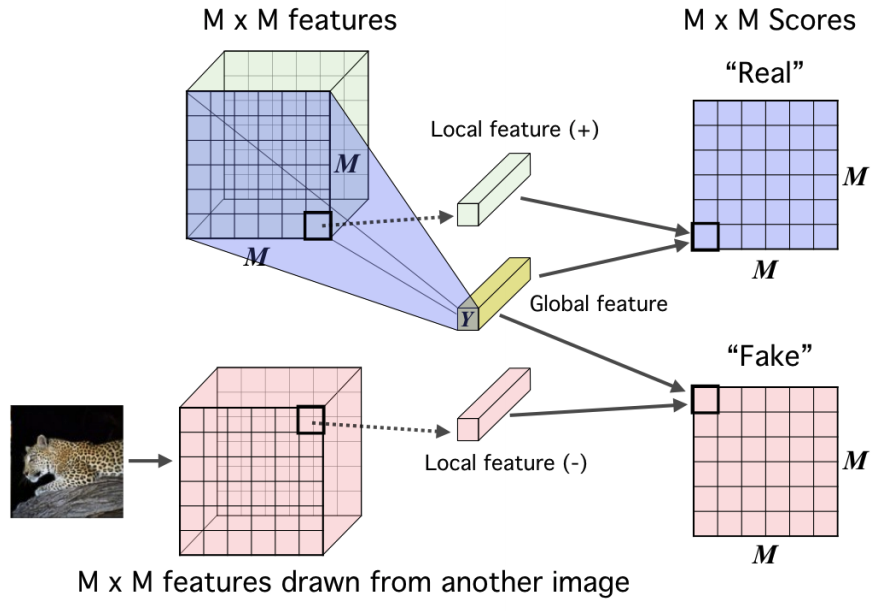 M x M features
M x M Scores
“Real”
Local feature (+)
M
M
M
M
Y
Global feature
“Fake”
Local feature (-)
M
M
M x M features drawn from another image